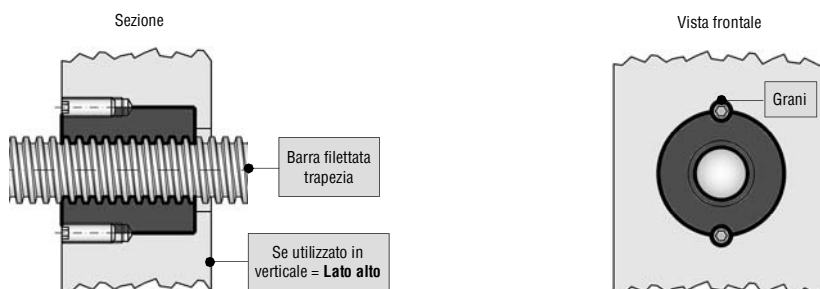 Sezione
Vista frontale
Grani
Barra filettata
trapezia
Se utilizzato in
verticale = Lato alto